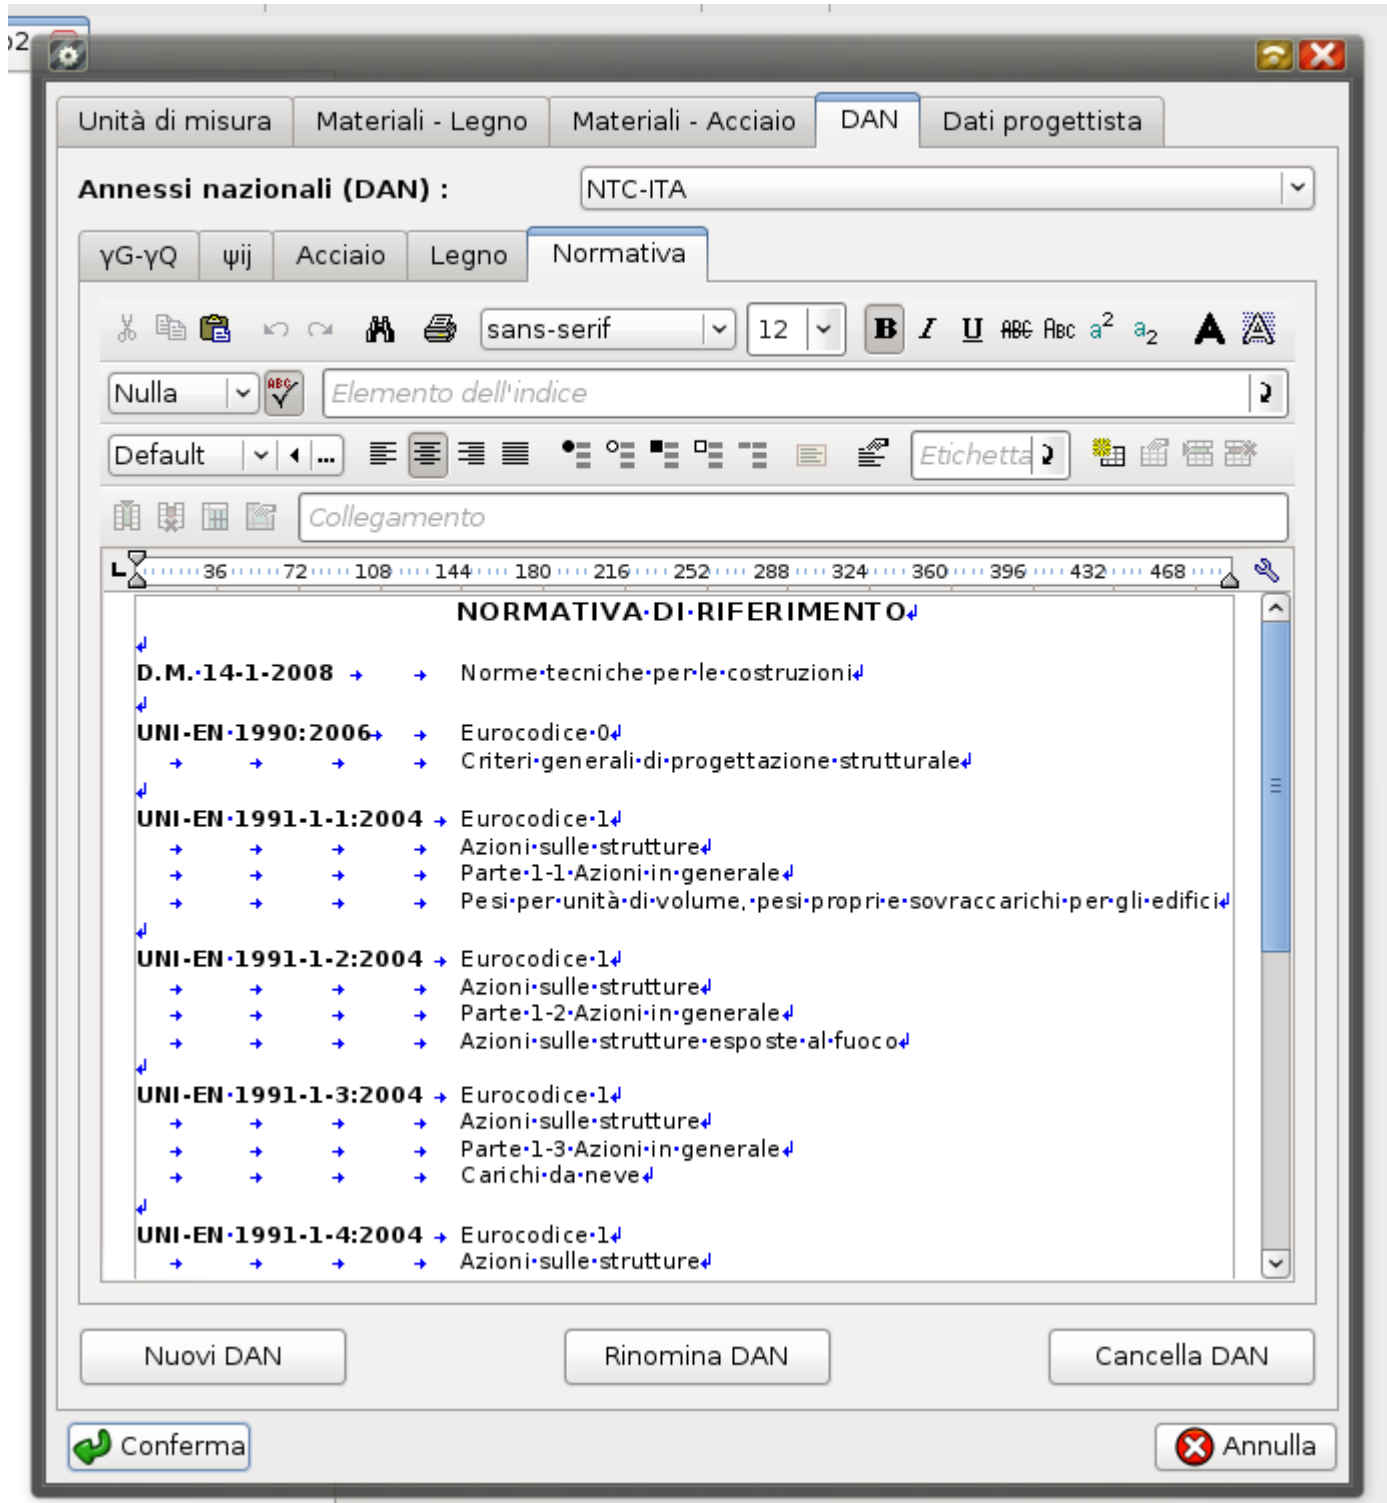 Unità di misura Materiali - Legno Materiali - Acciaio DAN Dati progettista
Annessi nazionali (DAN) : NTC-ITA
γG-γQ ψij Acciaio Legno Normativa
sans-serif 12 B I U ABC ABC a2 a2 A A
Nulla ABC Elemento dell'indice
Default ... Etichetta
Collegamento
36 72 108 144 180 216 252 288 324 360 396 432 468
NORMATIVA·DI·RIFERIMENTO
D.M.·14-1-2008 Norme·tecniche·per·le·costruzioni
UNI-EN·1990:2006 Eurocodice·0
Criteri·generali·di·progettazione·strutturale
UNI-EN·1991-1-1:2004 Eurocodice·1
Azioni·sulle·strutture
Parte·1-1·Azioni·in·generale
Pesi·per·unità·di·volume,·pesi·propri·e·sovraccarichi·per·gli·edifici
UNI-EN·1991-1-2:2004 Eurocodice·1
Azioni·sulle·strutture
Parte·1-2·Azioni·in·generale
Azioni·sulle·strutture·esposte·al·fuoco
UNI-EN·1991-1-3:2004 Eurocodice·1
Azioni·sulle·strutture
Parte·1-3·Azioni·in·generale
Carichi·da·neve
UNI-EN·1991-1-4:2004 Eurocodice·1
Azioni·sulle·strutture
Nuovi DAN Rinomina DAN Cancella DAN
Conferma Annulla